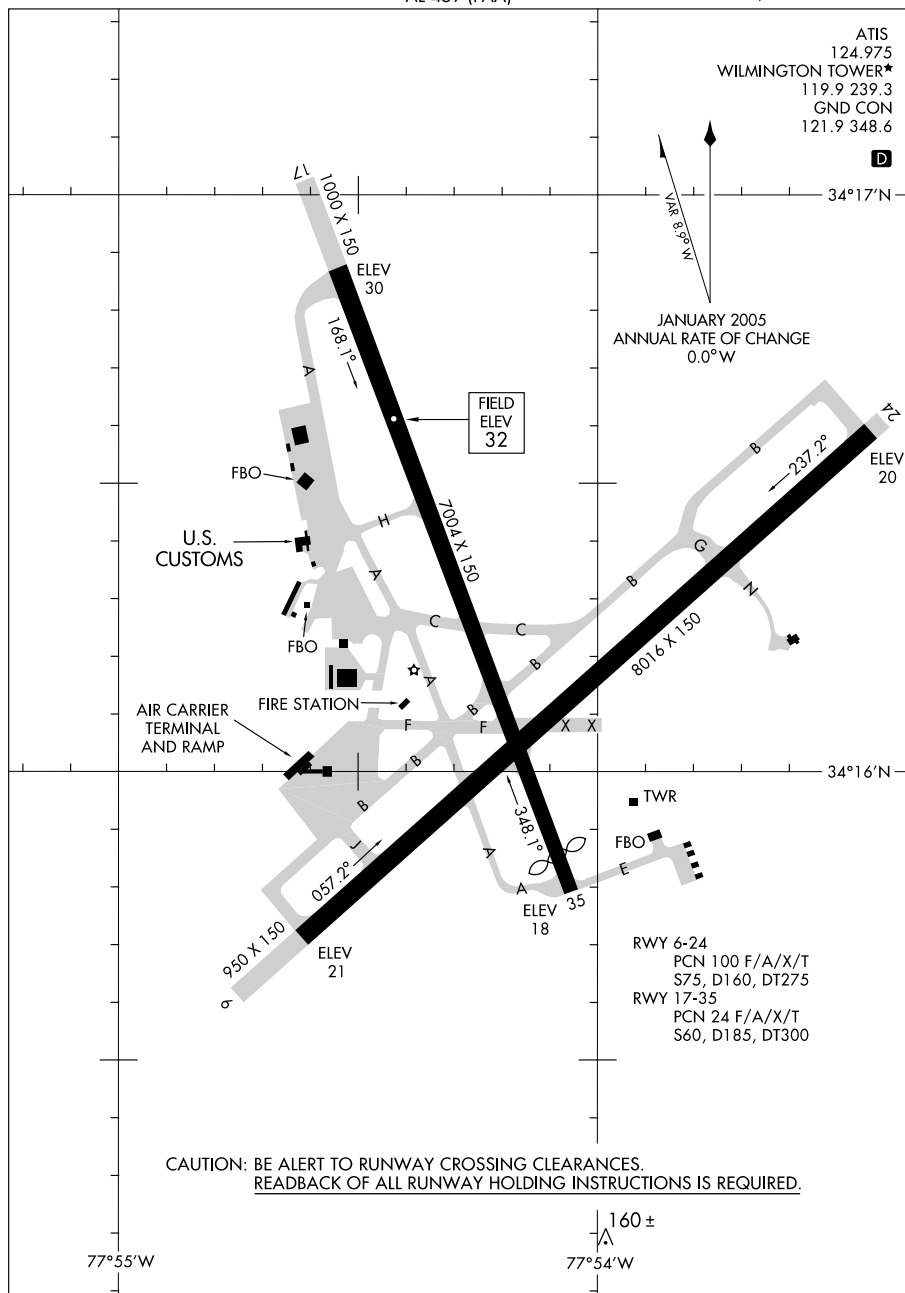 AL-459 (FAA)
ATIS
124.975
WILMINGTON TOWER★
119.9 239.3
GND CON
121.9 348.6
D
17
1000 X 150
34°17'N
VAR 8.9° W
ELEV
30
JANUARY 2005
ANNUAL RATE OF CHANGE
0.0° W
168.1°
A
FIELD
ELEV
32
24
B
237.2°
ELEV
20
FBO
7004 X 150
H
U.S.
CUSTOMS
G
A
B
N
C
C
FBO
8016 X 150
B
A
FIRE STATION
B
AIR CARRIER
TERMINAL
AND RAMP
F
F
X
X
B
34°16'N
TWR
B
348.1°
FBO
J
A
057.2°
E
A
35
ELEV
18
950 X 150
ELEV
21
6
RWY 6-24
PCN 100 F/A/X/T
S75, D160, DT275
RWY 17-35
PCN 24 F/A/X/T
S60, D185, DT300
CAUTION: BE ALERT TO RUNWAY CROSSING CLEARANCES.
READBACK OF ALL RUNWAY HOLDING INSTRUCTIONS IS REQUIRED.
160 ±
77°55'W
77°54'W